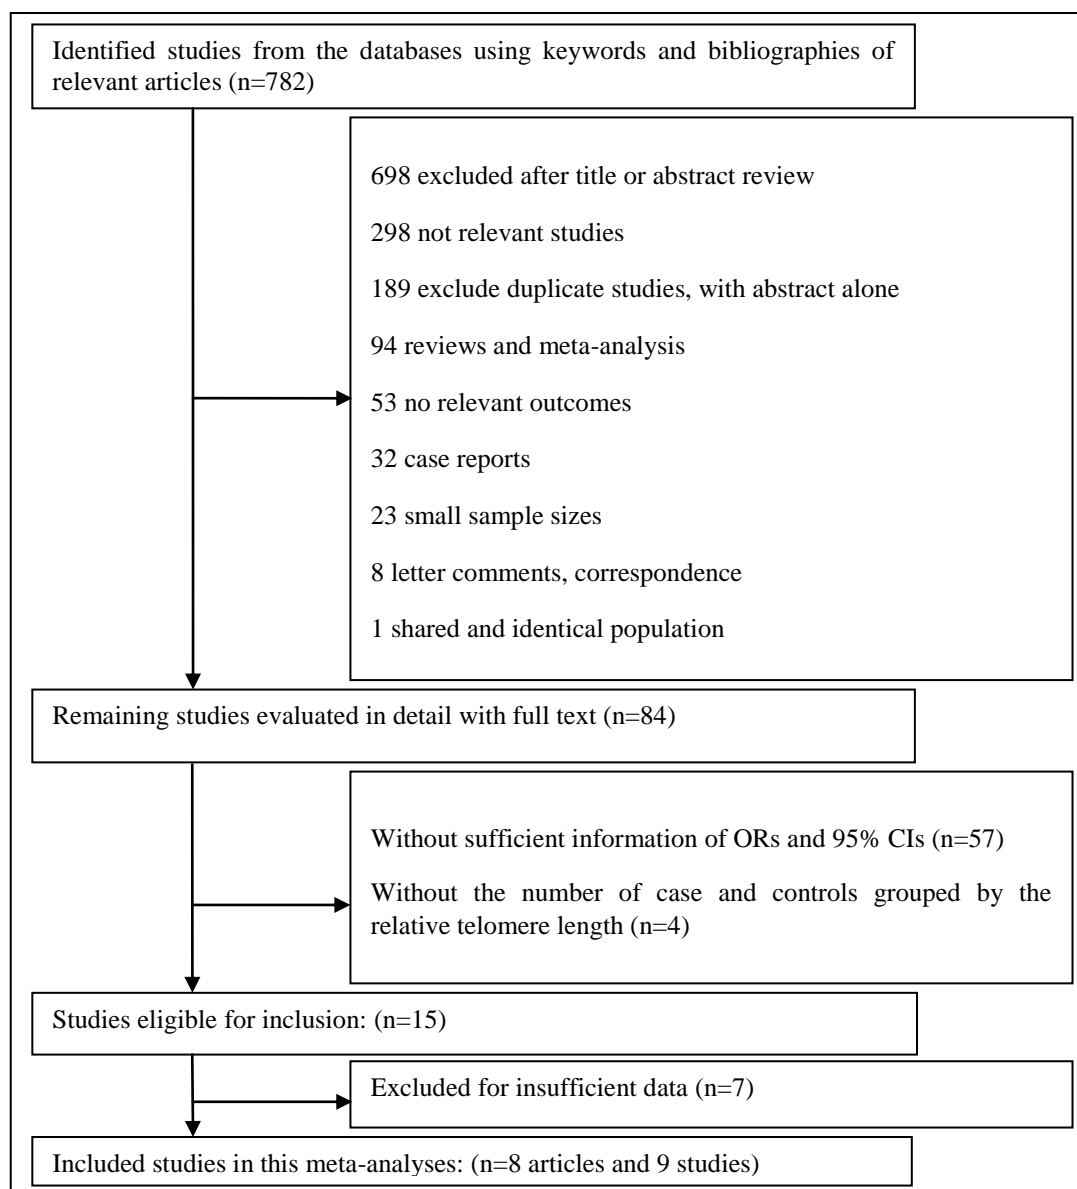 Identified studies from the databases using keywords and bibliographies of
relevant articles (n=782)
698 excluded after title or abstract review
298 not relevant studies
189 exclude duplicate studies, with abstract alone
94 reviews and meta-analysis
53 no relevant outcomes
32 case reports
23 small sample sizes
8 letter comments, correspondence
1 shared and identical population
Remaining studies evaluated in detail with full text (n=84)
Without sufficient information of ORs and 95% CIs (n=57)
Without the number of case and controls grouped by the
relative telomere length (n=4)
Studies eligible for inclusion: (n=15)
Excluded for insufficient data (n=7)
Included studies in this meta-analyses: (n=8 articles and 9 studies)